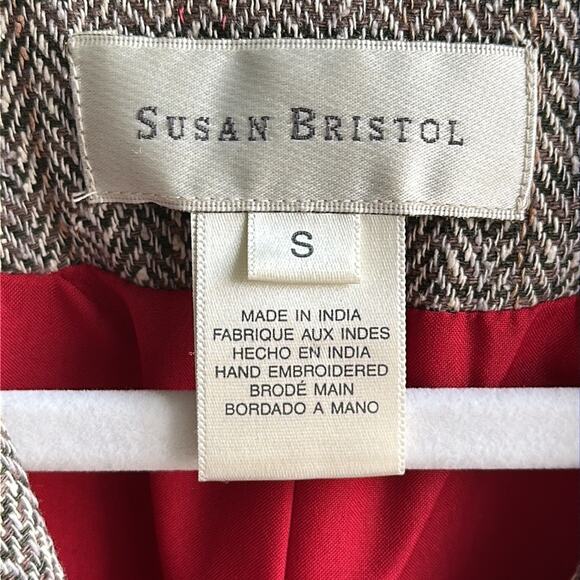 SUSAN BRISTOL
S
MADE IN INDIA
FABRIQUE AUX INDES
HECHO EN INDIA
HAND EMBROIDERED
BRODÉ MAIN
BORDADO A MANO